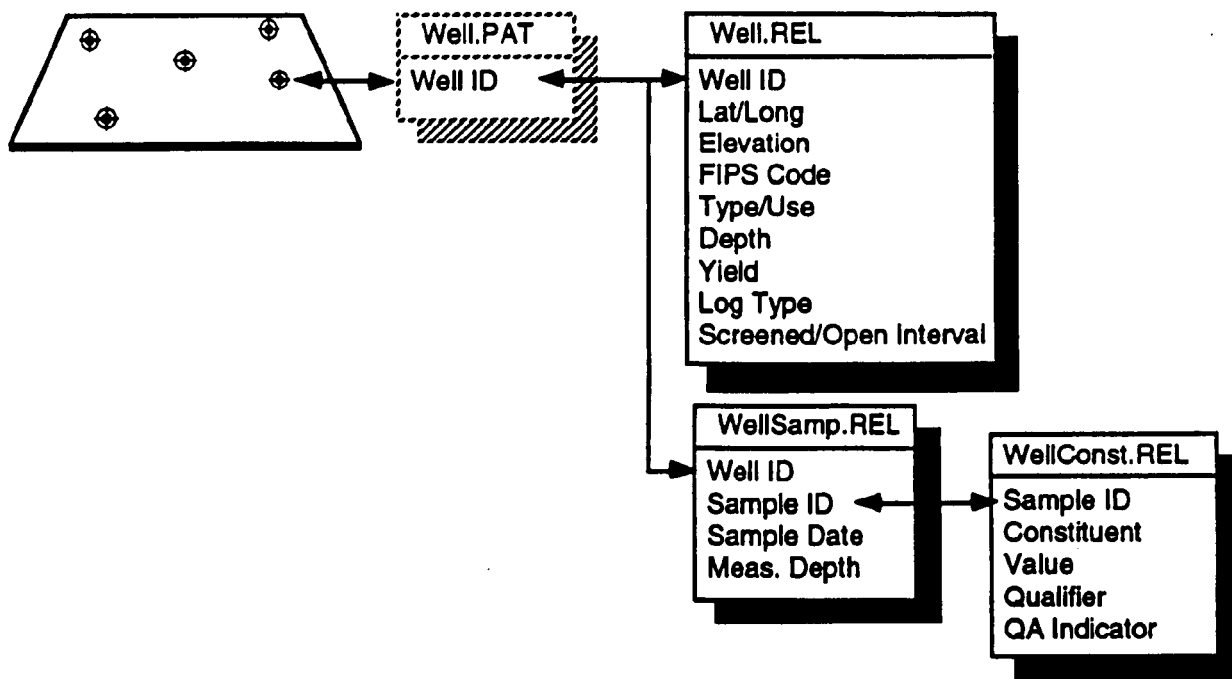 Well.PAT
Well ID
Well.REL
Well ID
Lat/Long
Elevation
FIPS Code
Type/Use
Depth
Yield
Log Type
Screened/Open Interval
WellSamp.REL
Well ID
Sample ID
Sample Date
Meas. Depth
WellConst.REL
Sample ID
Constituent
Value
Qualifier
QA Indicator